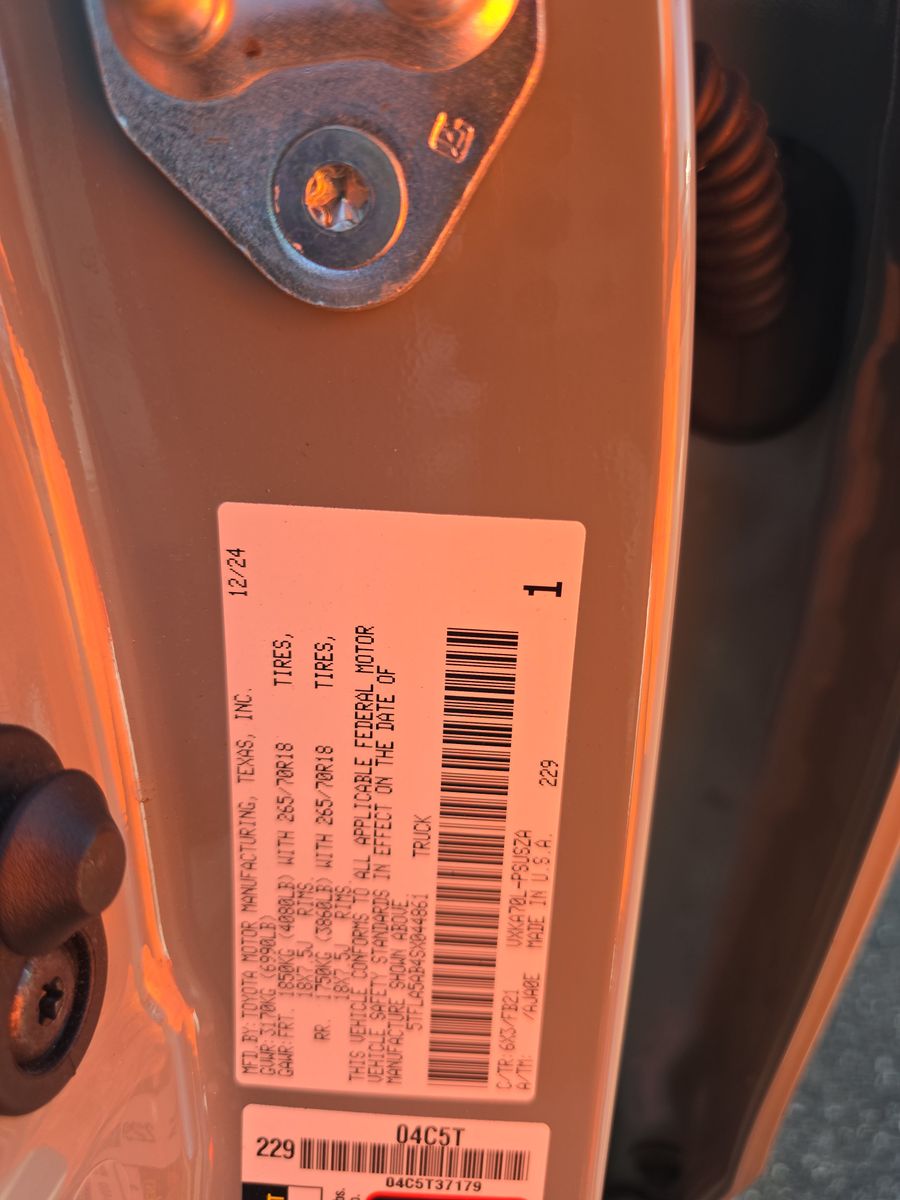 MFD BY: TOYOTA MOTOR MANUFACTURING, TEXAS, INC. 12/24
GVWR: 3170KG (6990LB)
GAWR: FRT. 1850KG (4080LB) WITH 265/70R18 TIRES,
18X7.5J RIMS.
RR. 1750KG (3860LB) WITH 265/70R18 TIRES,
18X7.5J RIMS.
THIS VEHICLE CONFORMS TO ALL APPLICABLE FEDERAL MOTOR
VEHICLE SAFETY STANDARDS IN EFFECT ON THE DATE OF
MANUFACTURE SHOWN ABOVE
TRUCK
1
C/TR: 6X3/FB21
229
A/TM: /AJA0E MADE IN U.S.A.
04C5T
229
04C5T37179